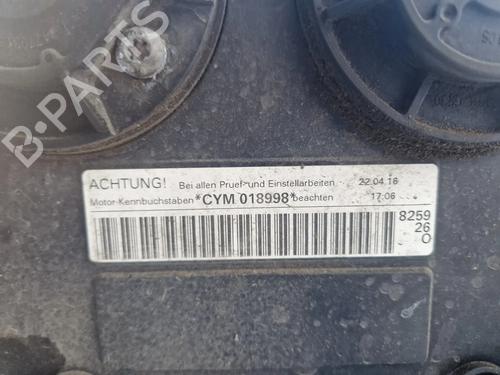 B-PARTS
ACHTUNG! Bei allen Pruef- und Einstellarbeiten 22.04.16
Motor-Kennbuchstaben *CYM 018998* beachten 17:06
8259
26
O